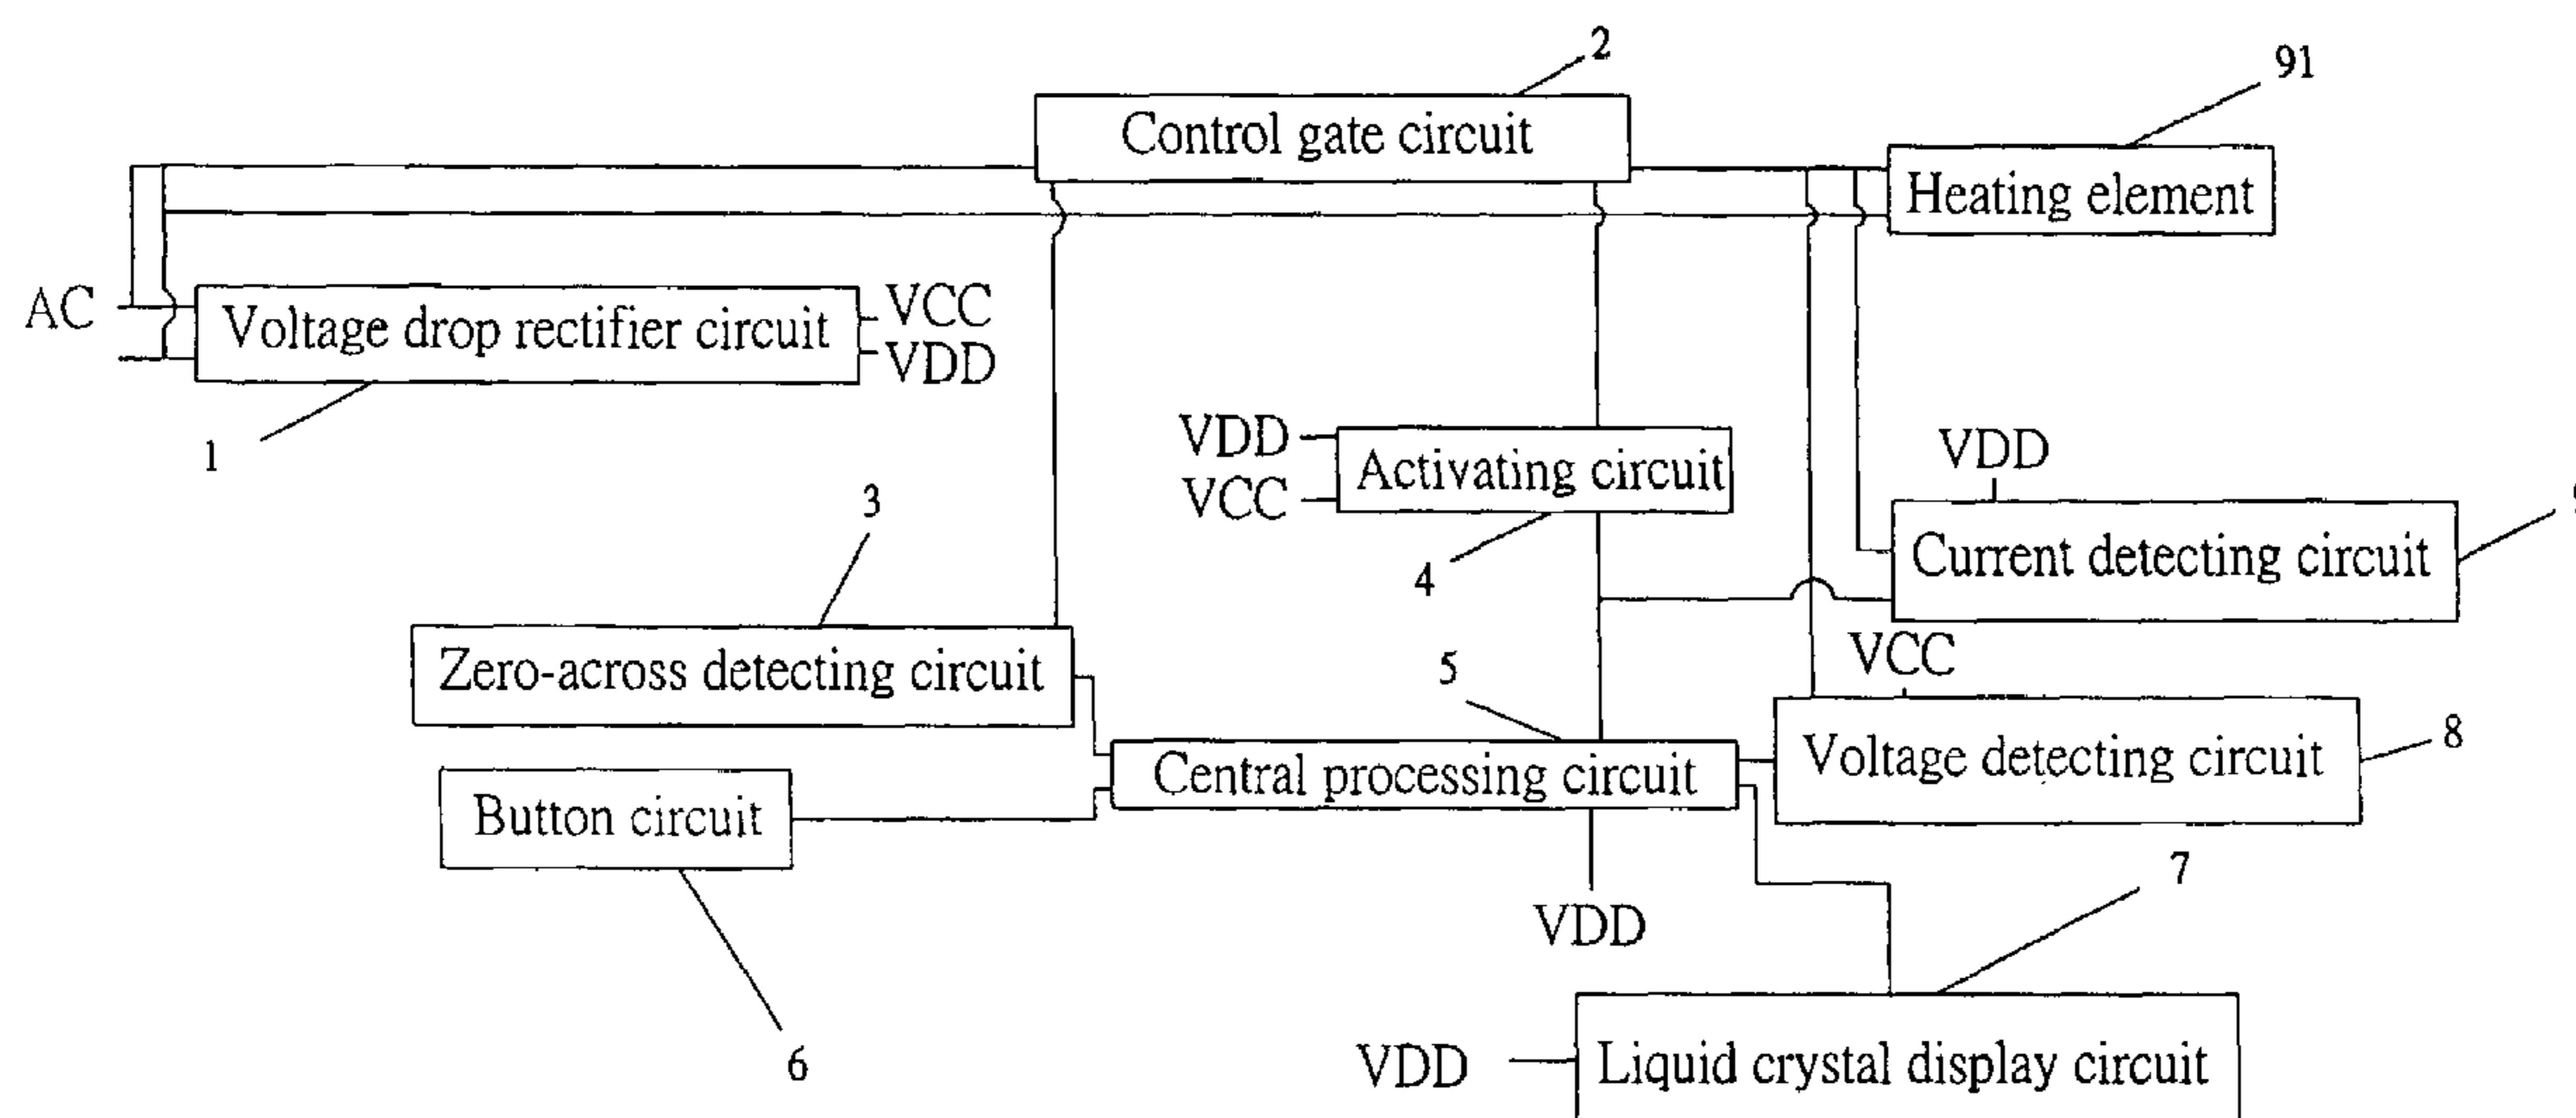 2
91
Control gate circuit
Heating element
AC
Voltage drop rectifier circuit
VCC
VDD
1
VDD
VCC
Activating circuit
4
VDD
Current detecting circuit
3
Zero-across detecting circuit
5
VCC
Voltage detecting circuit
8
Central processing circuit
Button circuit
VDD
7
6
VDD
Liquid crystal display circuit